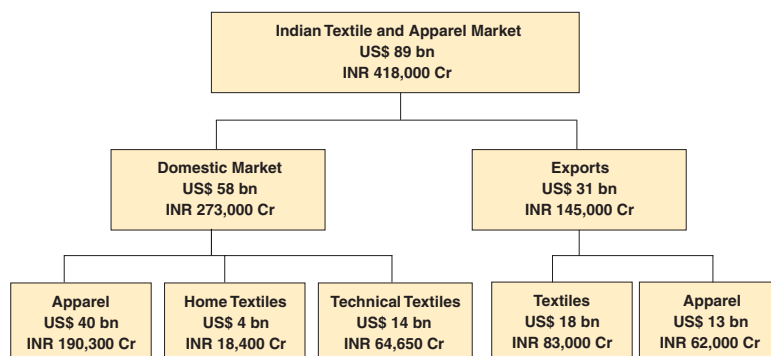 Indian Textile and Apparel Market
US$ 89 bn
INR 418,000 Cr
Domestic Market
US$ 58 bn
INR 273,000 Cr
Exports
US$ 31 bn
INR 145,000 Cr
Apparel
US$ 40 bn
INR 190,300 Cr
Home Textiles
US$ 4 bn
INR 18,400 Cr
Technical Textiles
US$ 14 bn
INR 64,650 Cr
Textiles
US$ 18 bn
INR 83,000 Cr
Apparel
US$ 13 bn
INR 62,000 Cr